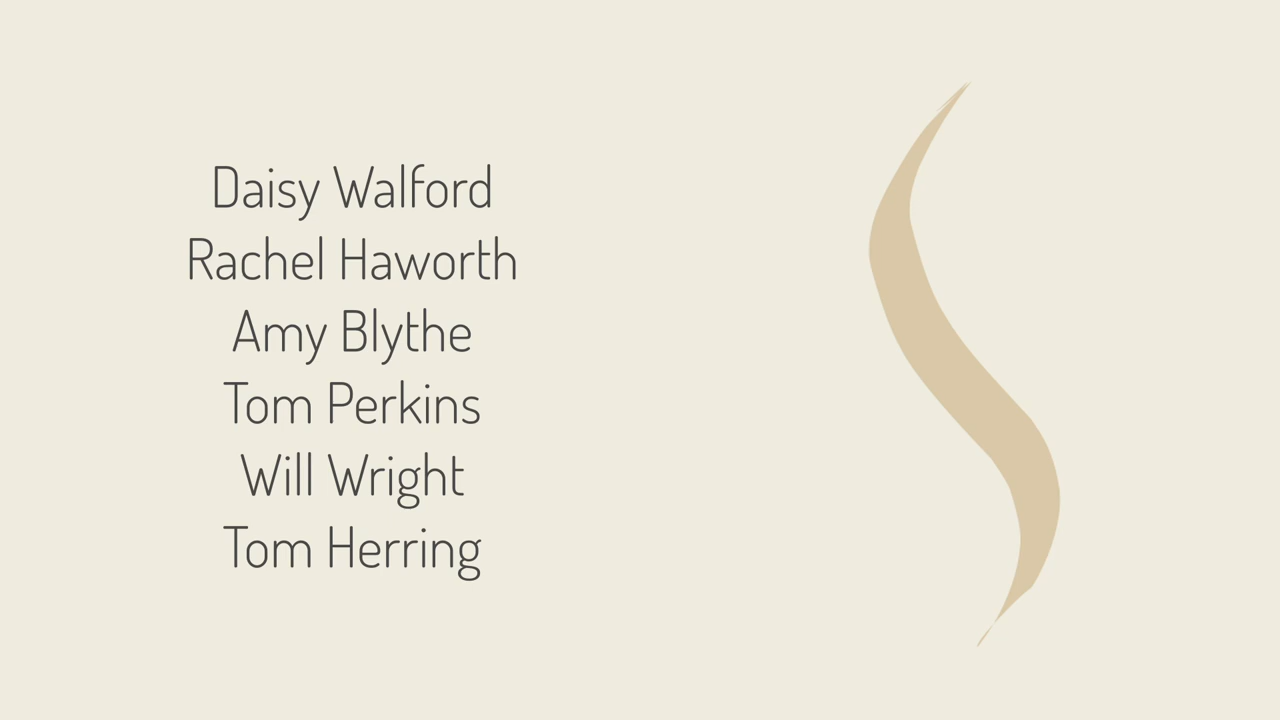 Daisy Walford
Rachel Haworth
Amy Blythe
Tom Perkins
Will Wright
Tom Herring